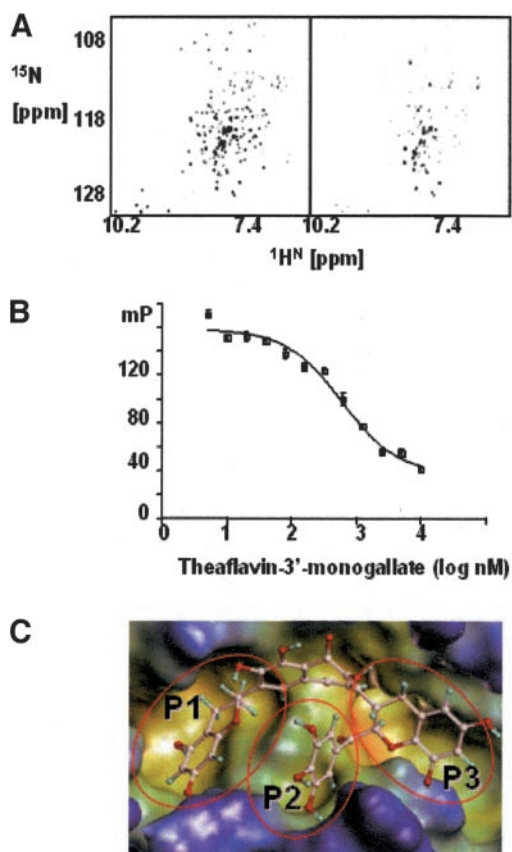 A
108
15N
[ppm]
118
128
10.2
7.4
10.2
7.4
1HN [ppm]
B
mP
120
80
40
0
0
1
2
3
4
Theaflavin-3'-monogallate (log nM)
C
P1
P2
P3